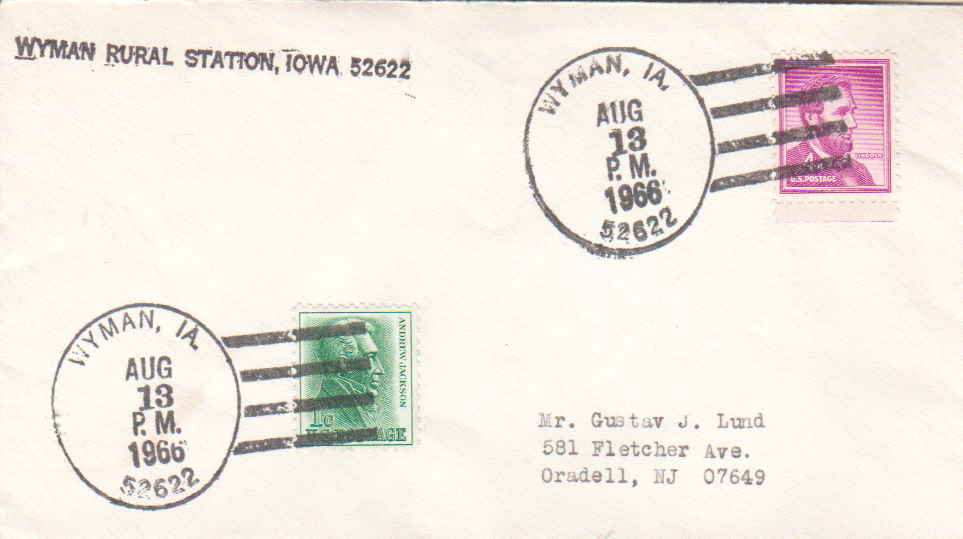 WYMAN RURAL STATION, IOWA 52622
WYMAN, IA.
AUG
13
P. M.
1966
52622
LINCOLN
U.S. POSTAGE
WYMAN, IA.
AUG
13
P. M.
1966
52622
ANDREW JACKSON
1¢
Mr. Gustav J. Lund
581 Fletcher Ave.
Oradell, NJ 07649